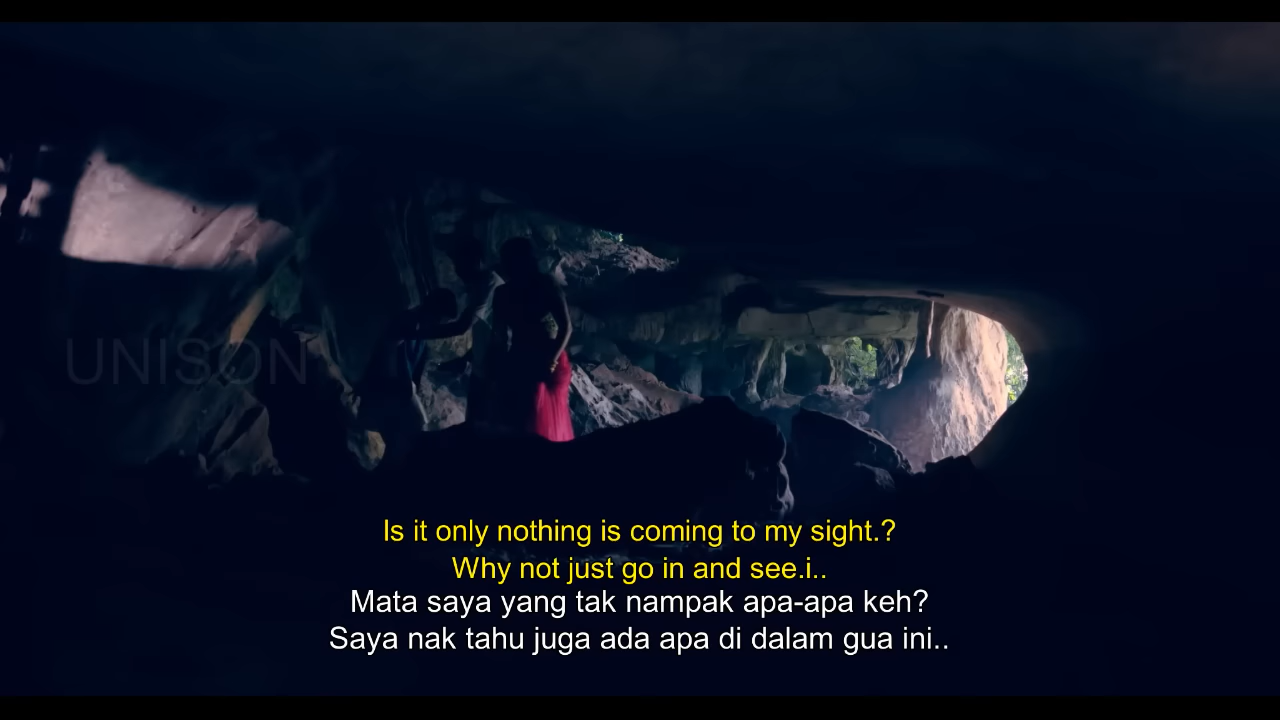 UNISON
Is it only nothing is coming to my sight.?
Why not just go in and see.i..
Mata saya yang tak nampak apa-apa keh?
Saya nak tahu juga ada apa di dalam gua ini..